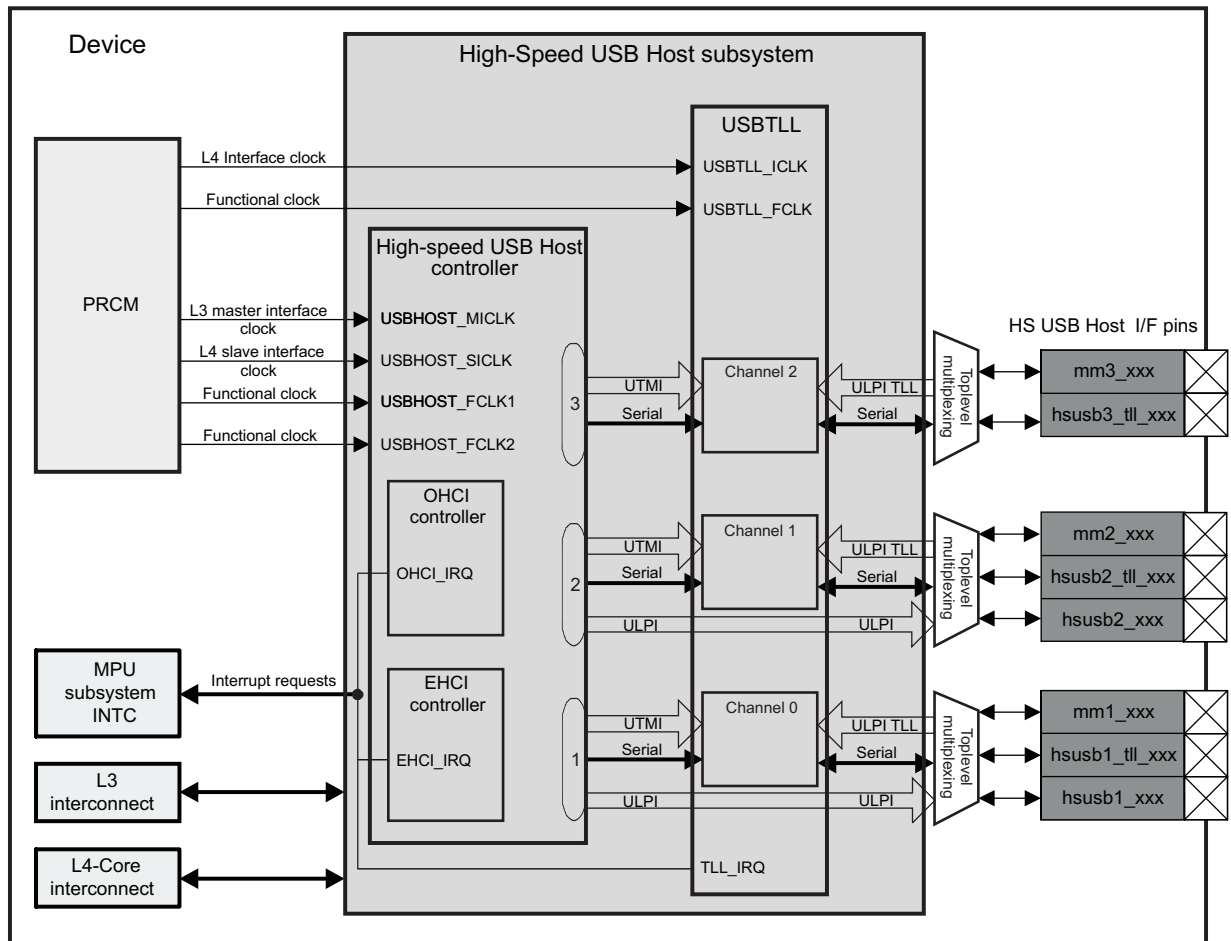 Device
High-Speed USB Host subsystem
USBTLL
PRCM
L4 Interface clock
USBTLL_ICLK
Functional clock
USBTLL_FCLK
High-speed USB Host
controller
L3 master interface
clock
USBHOST_MICLK
L4 slave interface
clock
USBHOST_SICLK
Functional clock
USBHOST_FCLK1
Functional clock
USBHOST_FCLK2
3
UTMI
Serial
Channel 2
ULPI TLL
Serial
Toplevel
multiplexing
HS USB Host I/F pins
mm3_xxx
hsusb3_tll_xxx
OHCI
controller
OHCI_IRQ
2
UTMI
Serial
ULPI
Channel 1
ULPI TLL
Serial
ULPI
Toplevel
multiplexing
mm2_xxx
hsusb2_tll_xxx
hsusb2_xxx
MPU
subsystem
INTC
Interrupt requests
EHCI
controller
EHCI_IRQ
1
UTMI
Serial
ULPI
Channel 0
ULPI TLL
Serial
ULPI
Toplevel
multiplexing
mm1_xxx
hsusb1_tll_xxx
hsusb1_xxx
L3
interconnect
L4-Core
interconnect
TLL_IRQ